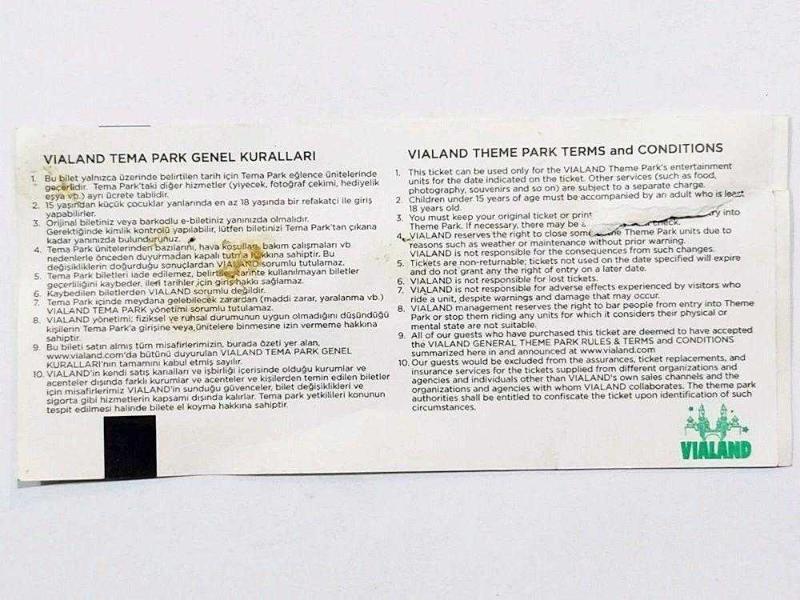 VIALAND TEMA PARK GENEL KURALLARI
1. Bu bilet yalnızca üzerinde belirtilen tarih için Tema Park eğlence ünitelerinde
geçerlidir. Tema Park'taki diğer hizmetler (yiyecek, fotoğraf çekimi, hediyelik
eşya vb.) ayrı ücrete tablidir.
2. 15 yaşından küçük çocuklar yanlarında en az 18 yaşında bir refakatci ile giriş
yapabilirler.
3. Orijinal biletiniz veya barkodlu e-biletiniz yanınızda olmalıdır.
Gerektiğinde kimlik kontrolü yapılabilir, lütfen biletinizi Tema Park'tan çıkana
kadar yanınızda bulundurunuz.
4. Tema Park ünitelerinden bazılarını, hava koşulları, bakım çalışmaları vb
nedenlerle önceden duyurmadan kapalı tutma hakkına sahiptir. Bu
değişikliklerin doğurduğu sonuçlardan VIALAND sorumlu tutulamaz.
5. Tema Park biletleri iade edilemez, belirtilen tarihte kullanılmayan biletler
geçerliliğini kaybeder, ileri tarihler için giriş hakkı sağlamaz.
6. Kaybedilen biletlerden VIALAND sorumlu değildir.
7. Tema Park içinde meydana gelebilecek zarardan (maddi zarar, yaralanma vb.)
VIALAND TEMA PARK yönetimi sorumlu tutulamaz.
8. VIALAND yönetimi; fiziksel ve ruhsal durumunun uygun olmadığını düşündüğü
kişilerin Tema Park'a girişine veya ünitelere binmesine izin vermeme hakkına
sahiptir.
9. Bu bileti satın almış tüm misafirlerimizin, burada özeti yer alan,
www.vialand.com'da bütünü duyurulan VIALAND TEMA PARK GENEL
KURALLARI'nın tamamını kabul etmiş sayılır.
10. VIALAND'in kendi satış kanalları ve işbirliği içerisinde olduğu kurumlar ve
acenteler dışında farklı kurumlar ve acenteler ve kişilerden temin edilen biletler
için misafirlerimiz VIALAND'in sunduğu güvenceler, bilet değişiklikleri ve
sigorta gibi hizmetlerin kapsamı dışında kalırlar. Tema park yetkilileri konunun
tespit edilmesi halinde bilete el koyma hakkına sahiptir.
VIALAND THEME PARK TERMS and CONDITIONS
1. This ticket can be used only for the VIALAND Theme Park's entertainment
units for the date indicated on the ticket. Other services (such as food,
photography, souvenirs and so on) are subject to a separate charge.
2. Children under 15 years of age must be accompanied by an adult who is least
18 years old.
3. You must keep your original ticket or print into
Theme Park. If necessary, there may be a check.
4. VIALAND reserves the right to close some Theme Park units due to
reasons such as weather or maintenance without prior warning.
VIALAND is not responsible for the consequences from such changes.
5. Tickets are non-returnable; tickets not used on the date specified will expire
and do not grant any the right of entry on a later date.
6. VIALAND is not responsible for lost tickets.
7. VIALAND is not responsible for adverse effects experienced by visitors who
ride a unit, despite warnings and damage that may occur.
8. VIALAND management reserves the right to bar people from entry into Theme
Park or stop them riding any units for which it considers their physical or
mental state are not suitable.
9. All of our guests who have purchased this ticket are deemed to have accepted
the VIALAND GENERAL THEME PARK RULES & TERMS and CONDITIONS
summarized here in and announced at www.vialand.com
10. Our guests would be excluded from the assurances, ticket replacements, and
insurance services for the tickets supplied from different organizations and
agencies and individuals other than VIALAND's own sales channels and the
organizations and agencies with whom VIALAND collaborates. The theme park
authorities shall be entitled to confiscate the ticket upon identification of such
circumstances.
VIALAND